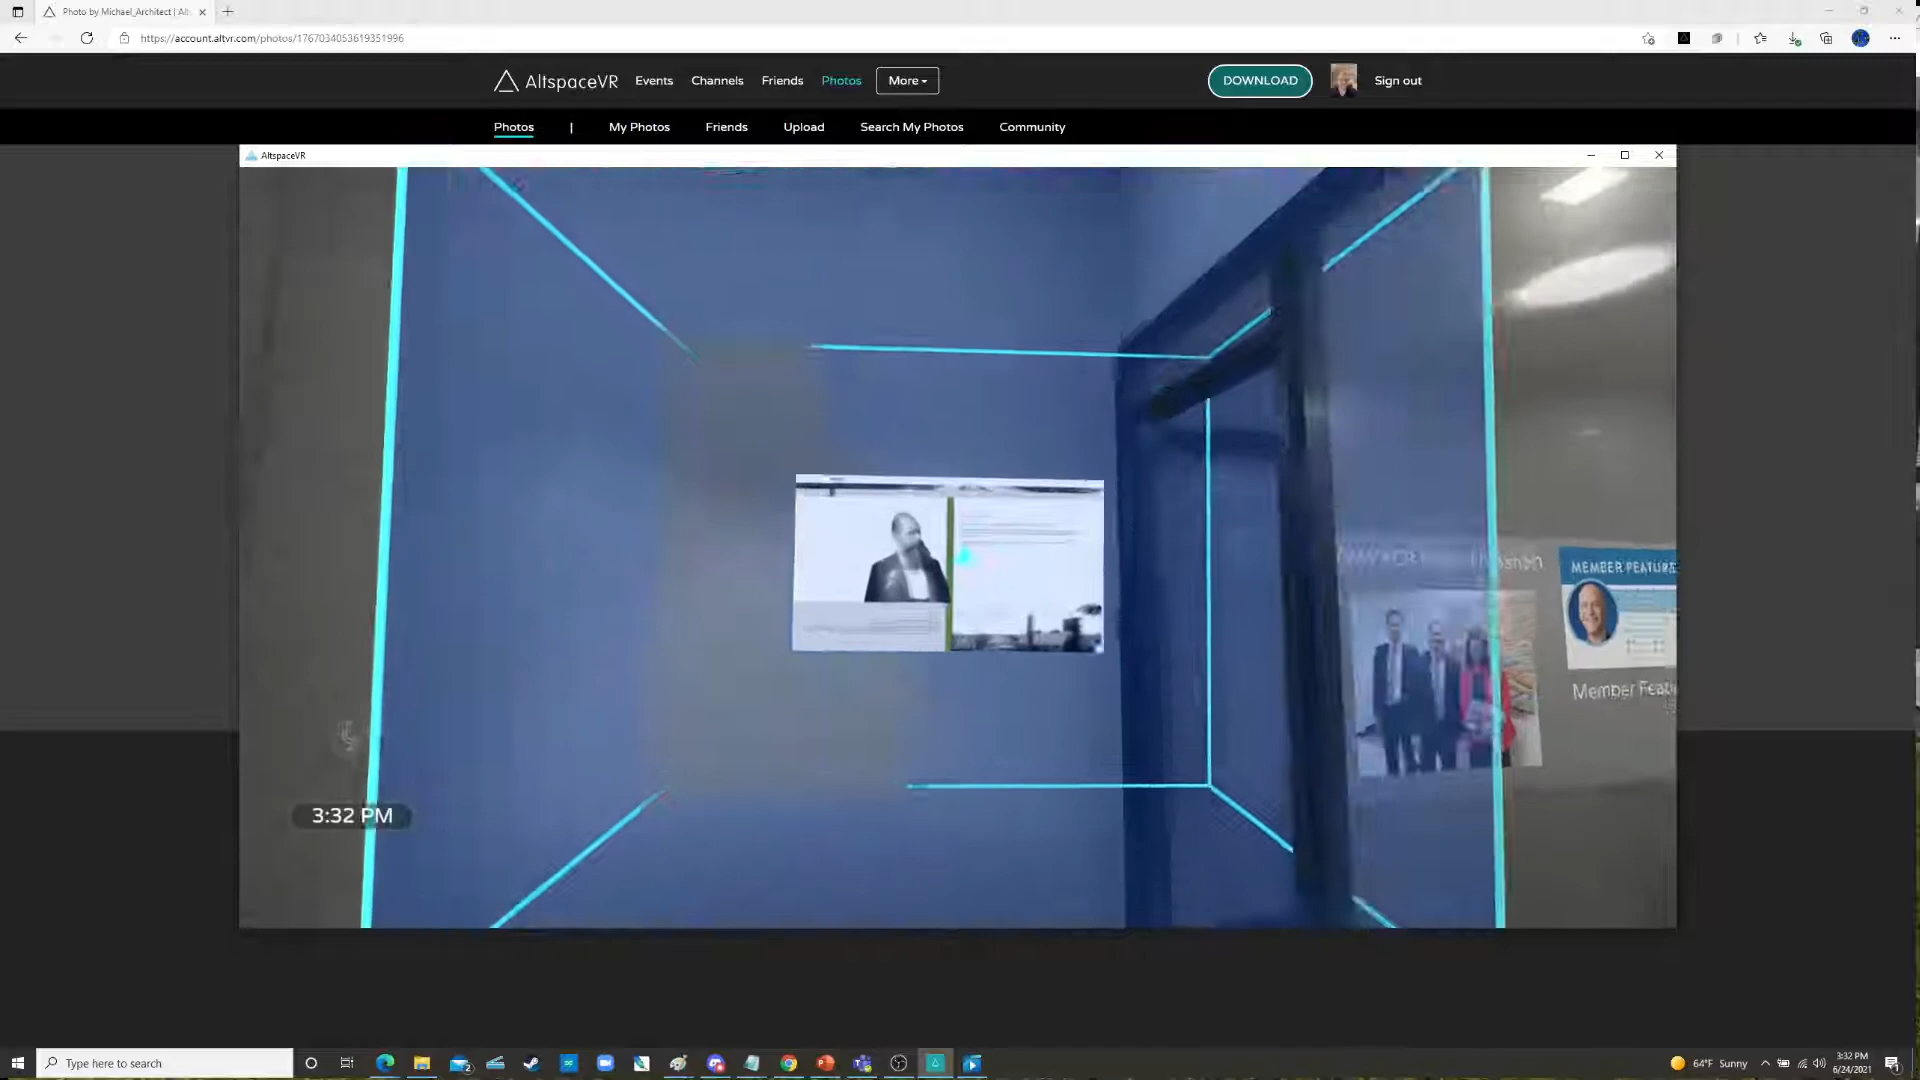 Photo by Michael_Architect | Alt
https://account.altvr.com/photos/1767034053619351996
AltspaceVR
Events
Channels
Friends
Photos
More
DOWNLOAD
Sign out
Photos
|
My Photos
Friends
Upload
Search My Photos
Community
AltspaceVR
MEMBER FEATURE
Member Featu
3:32 PM
Type here to search
64°F Sunny
3:32 PM
6/24/2021